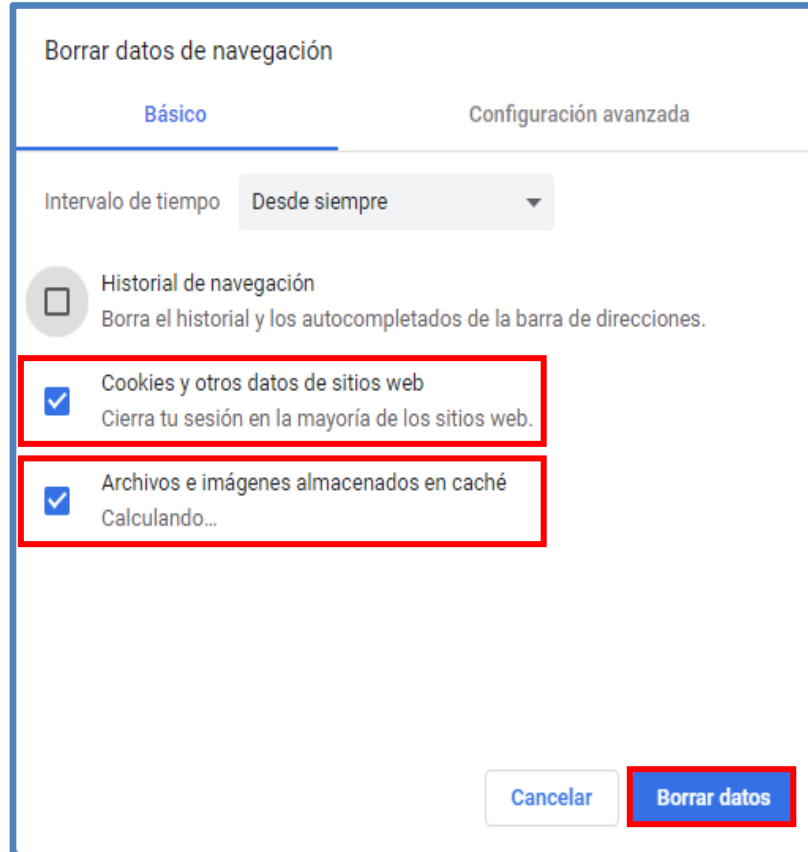 Borrar datos de navegación
Básico
Configuración avanzada
Intervalo de tiempo
Desde siempre
Historial de navegación
Borra el historial y los autocompletados de la barra de direcciones.
Cookies y otros datos de sitios web
Cierra tu sesión en la mayoría de los sitios web.
Archivos e imágenes almacenados en caché
Calculando…
Cancelar
Borrar datos